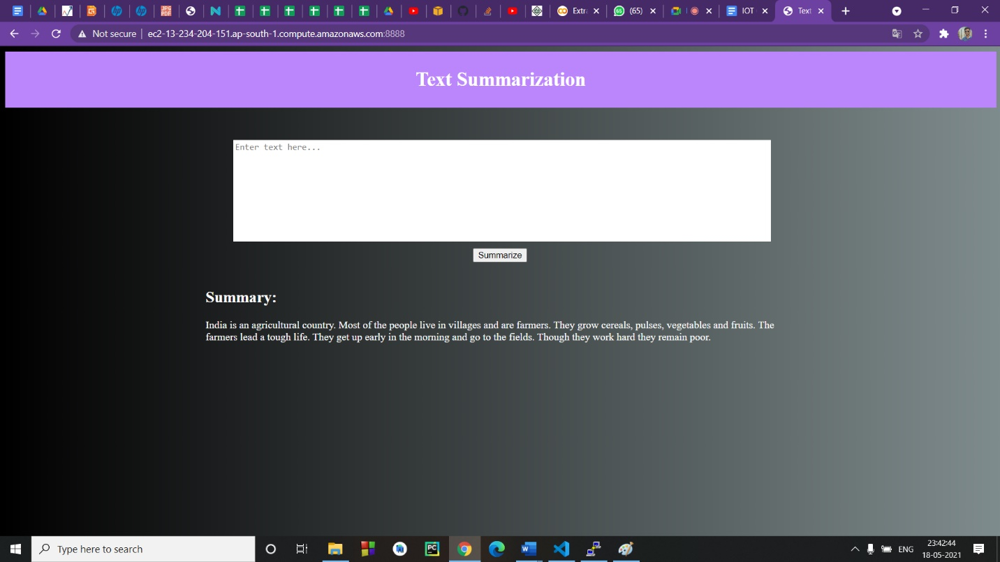 Extra
(65)
IOT
Text
Not secure
ec2-13-234-204-151.ap-south-1.compute.amazonaws.com:8888
Text Summarization
Enter text here...
Summarize
Summary:
India is an agricultural country. Most of the people live in villages and are farmers. They grow cereals, pulses, vegetables and fruits. The
farmers lead a tough life. They get up early in the morning and go to the fields. Though they work hard they remain poor.
Type here to search
PC
W
ENG
23:42:44
18-05-2021